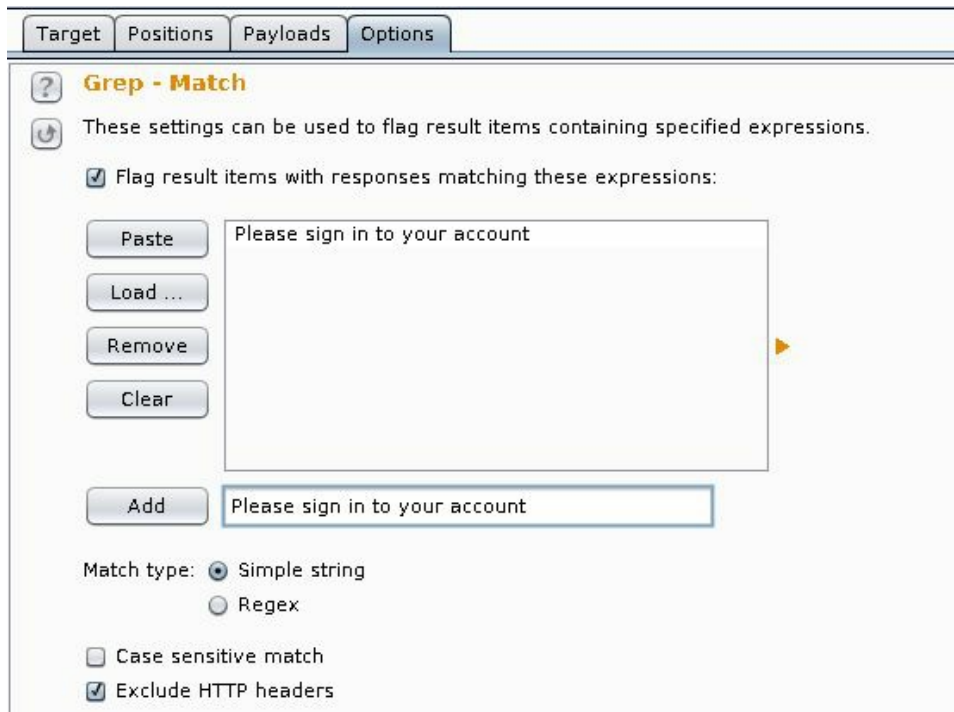 Target Positions Payloads Options
Grep - Match
These settings can be used to flag result items containing specified expressions.
Flag result items with responses matching these expressions:
Paste
Please sign in to your account
Load ...
Remove
Clear
Add
Please sign in to your account
Match type: Simple string
Regex
Case sensitive match
Exclude HTTP headers